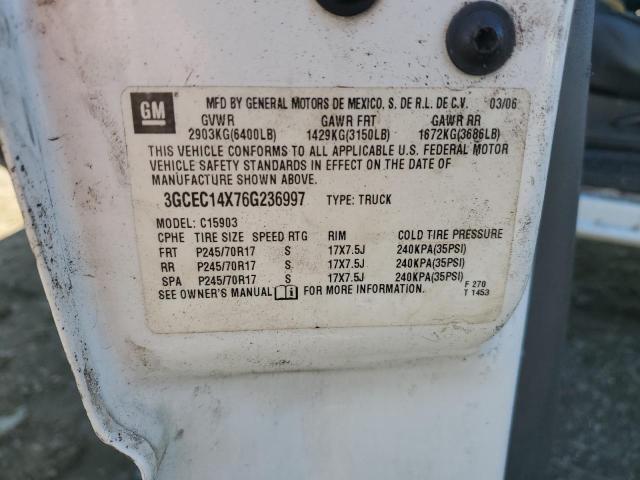 GM MFD BY GENERAL MOTORS DE MEXICO, S. DE R.L. DE C.V. 03/06
GVWR GAWR FRT GAWR RR
2903KG(6400LB) 1429KG(3150LB) 1672KG(3686LB)
THIS VEHICLE CONFORMS TO ALL APPLICABLE U.S. FEDERAL MOTOR
VEHICLE SAFETY STANDARDS IN EFFECT ON THE DATE OF
MANUFACTURE SHOWN ABOVE.
3GCEC14X76G236997 TYPE: TRUCK
MODEL: C15903
CPHE TIRE SIZE SPEED RTG RIM COLD TIRE PRESSURE
FRT P245/70R17 S 17X7.5J 240KPA(35PSI)
RR P245/70R17 S 17X7.5J 240KPA(35PSI)
SPA P245/70R17 S 17X7.5J 240KPA(35PSI)
SEE OWNER'S MANUAL FOR MORE INFORMATION.
F 270
T 1453